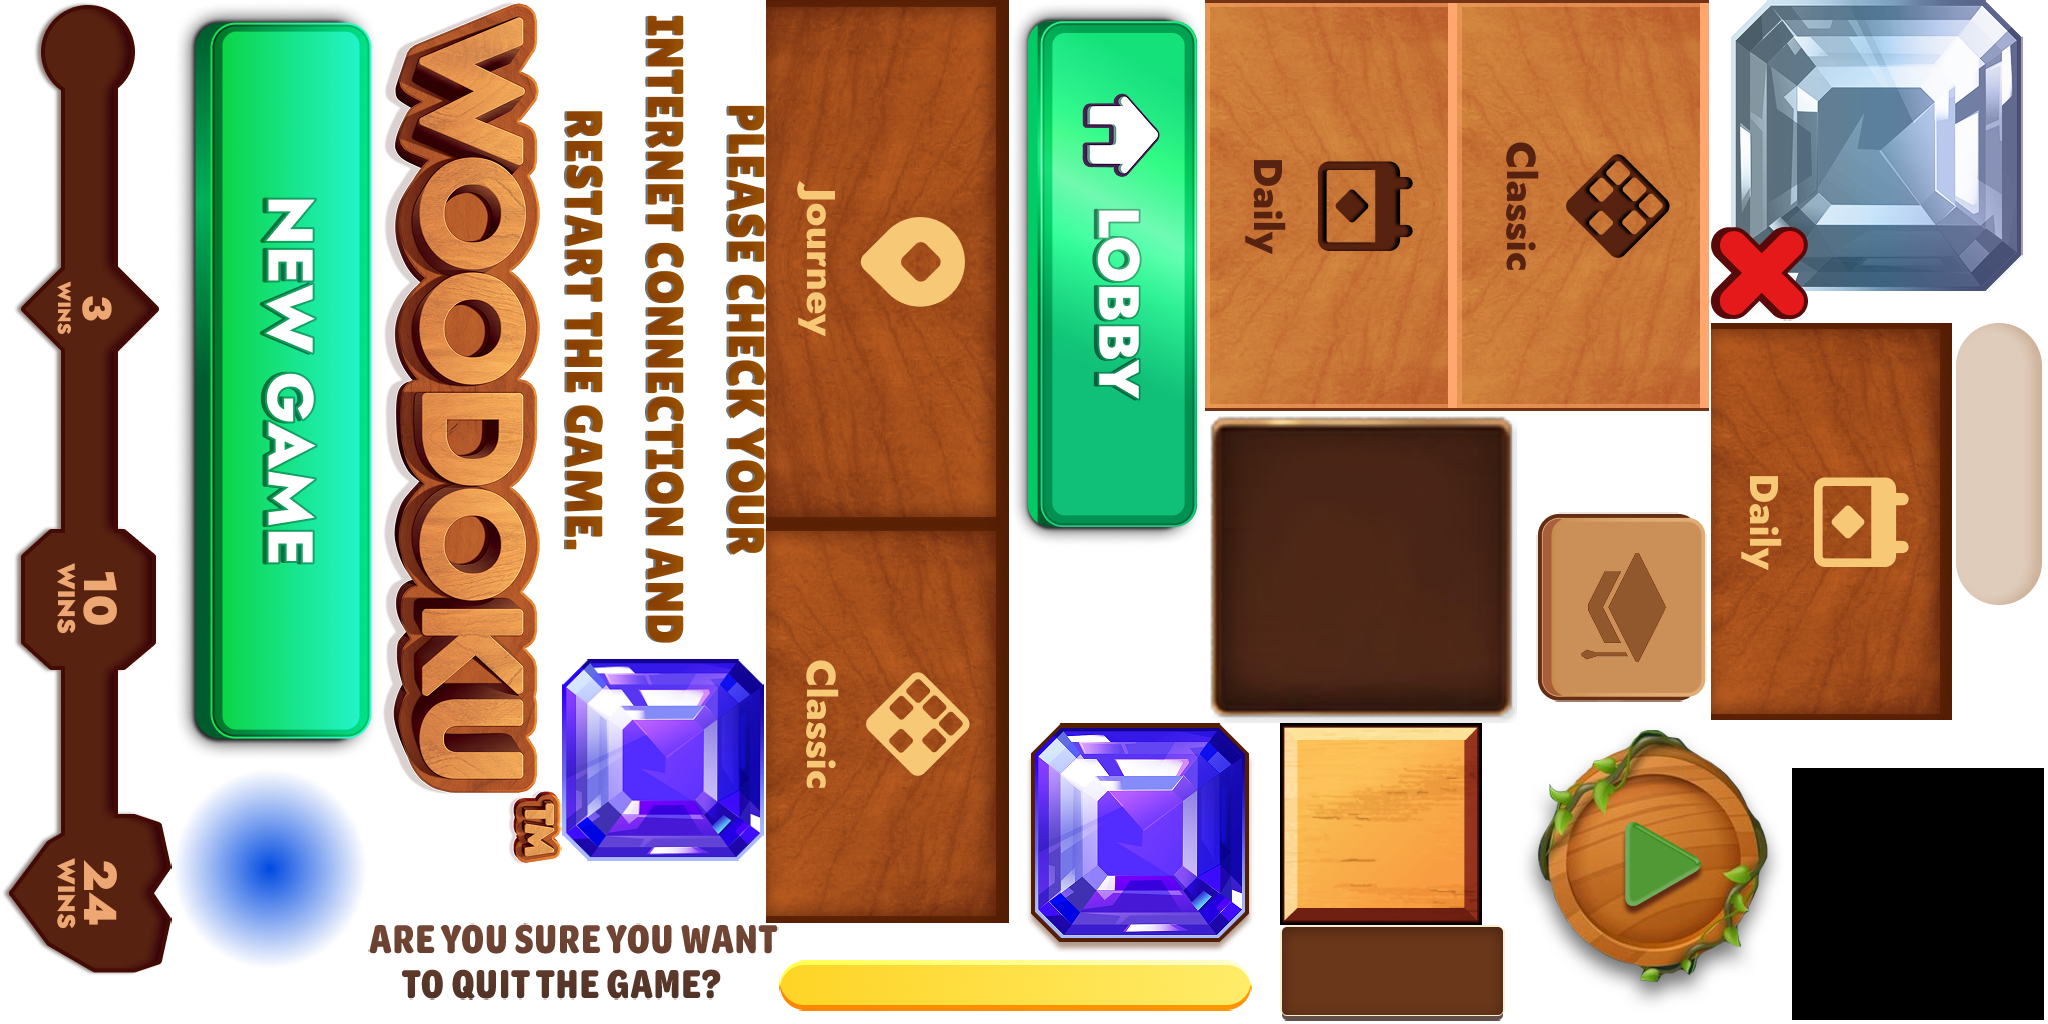 3
WINS
10
WINS
24
WINS
NEW GAME
WOODOKU
TM
PLEASE CHECK YOUR
INTERNET CONNECTION AND
RESTART THE GAME.
Journey
Classic
LOBBY
Daily
Classic
Daily
ARE YOU SURE YOU WANT
TO QUIT THE GAME?